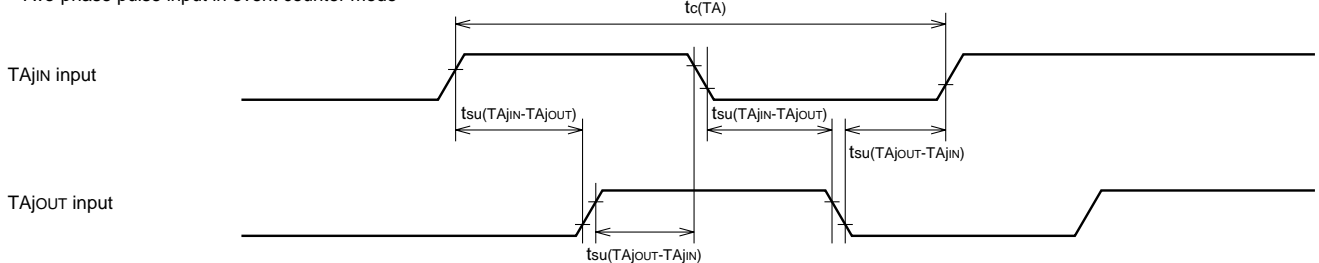 Two-phase pulse input in event counter mode
tc(TA)
TAjIN input
tsu(TAjIN-TAjOUT)
tsu(TAjIN-TAjOUT)
tsu(TAjOUT-TAjIN)
TAjOUT input
tsu(TAjOUT-TAjIN)